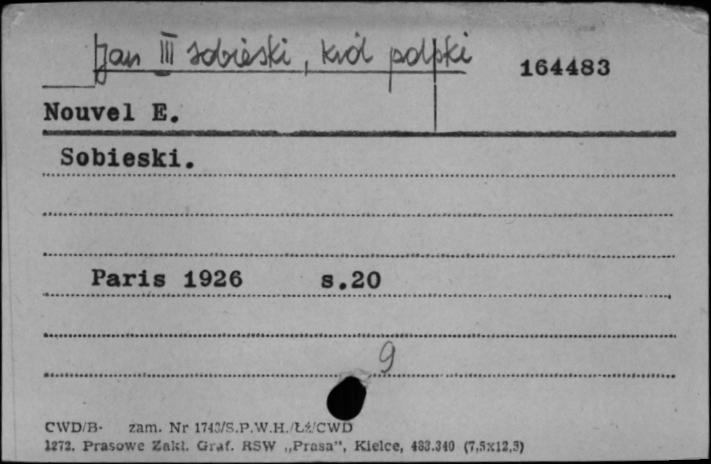 Jan III Sobieski, król polski
164483
Nouvel E.
Sobieski.
Paris 1926 s.20
9
CWD/B- zam. Nr 1743/S.P.W.H./Łź/CWD
1272. Prasowe Zakł. Graf. RSW „Prasa”, Kielce, 483.340 (7,5x12,5)